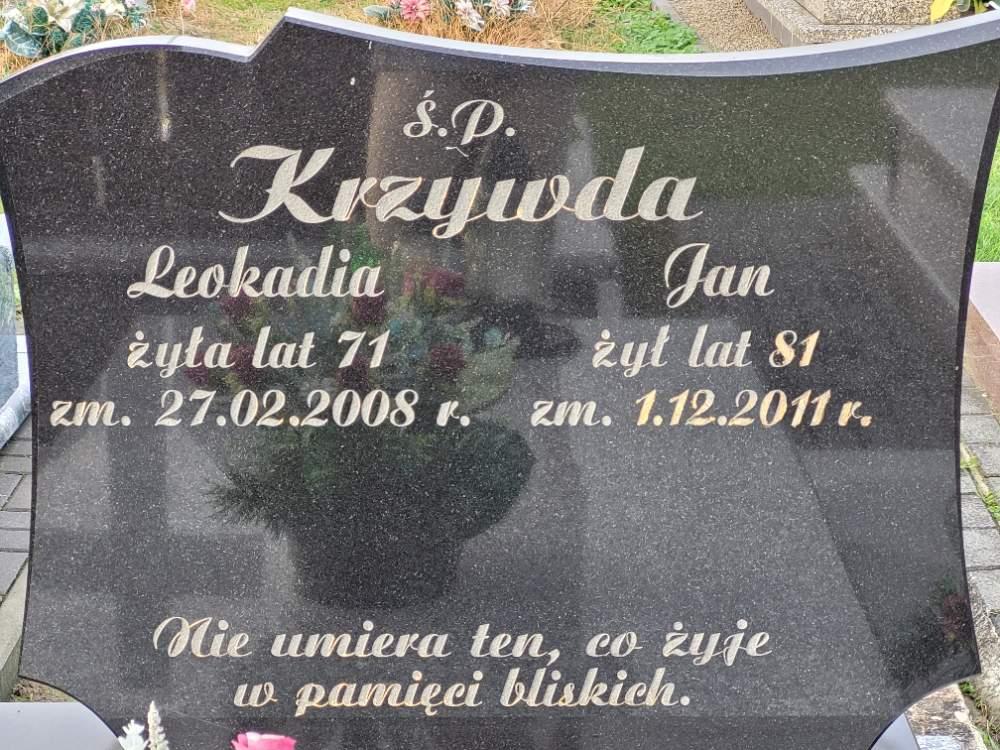 Ś.P.
Krzywda
Leokadia
żyła lat 71
zm. 27.02.2008 r.
Jan
żył lat 81
zm. 1.12.2011 r.
Nie umiera ten, co żyje
w pamięci bliskich.